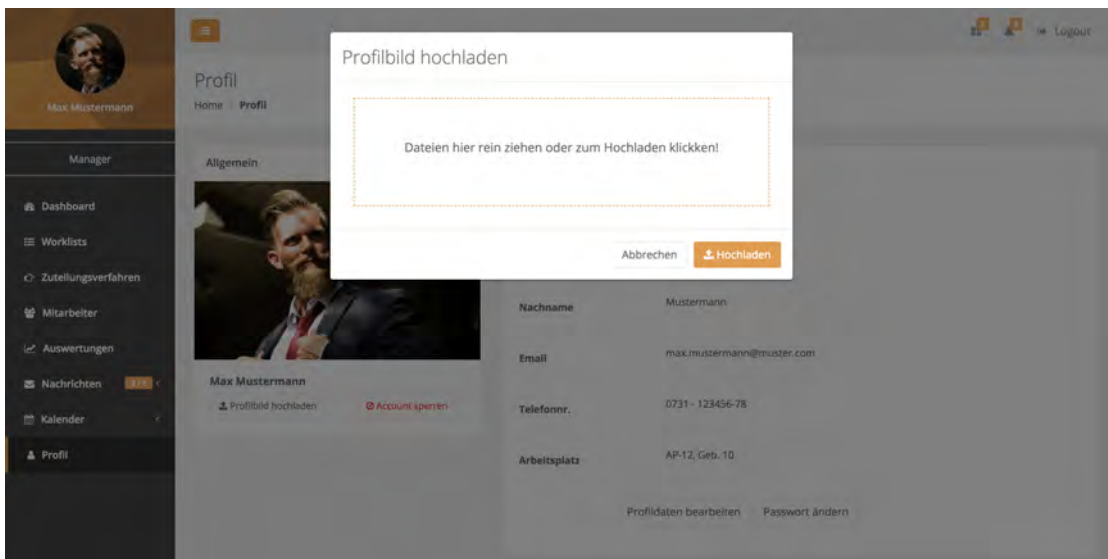 Logout
Max Mustermann
Manager
Dashboard
Worklists
Zuteilungsverfahren
Mitarbeiter
Auswertungen
Nachrichten
Kalender
Profil
Profil
Home Profil
Profilbild hochladen
Dateien hier rein ziehen oder zum Hochladen klickken!
Abbrechen Hochladen
Allgemein
Max Mustermann
Profilbild hochladen Account sperren
Nachname Mustermann
Email max.mustermann@muster.com
Telefonnr. 0731 - 123456-78
Arbeitsplatz AP-12, Geb. 10
Profildaten bearbeiten Passwort ändern